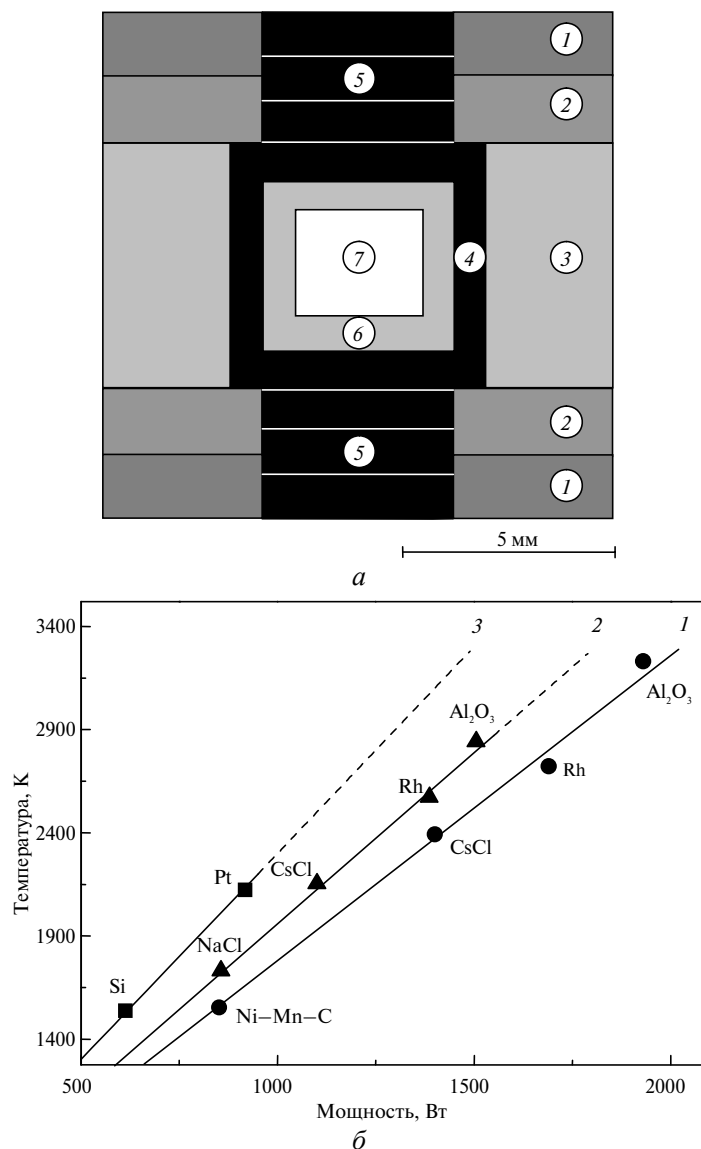 1
5
2
7
4
3
6
2
5
1
5 мм
а
3400
3
2
1
Al₂O₃
Al₂O₃
2900
Rh
Rh
Температура, К
2400
CsCl
CsCl
Pt
1900
NaCl
Si
Ni–Mn–C
1400
500
1000
1500
2000
Мощность, Вт
б